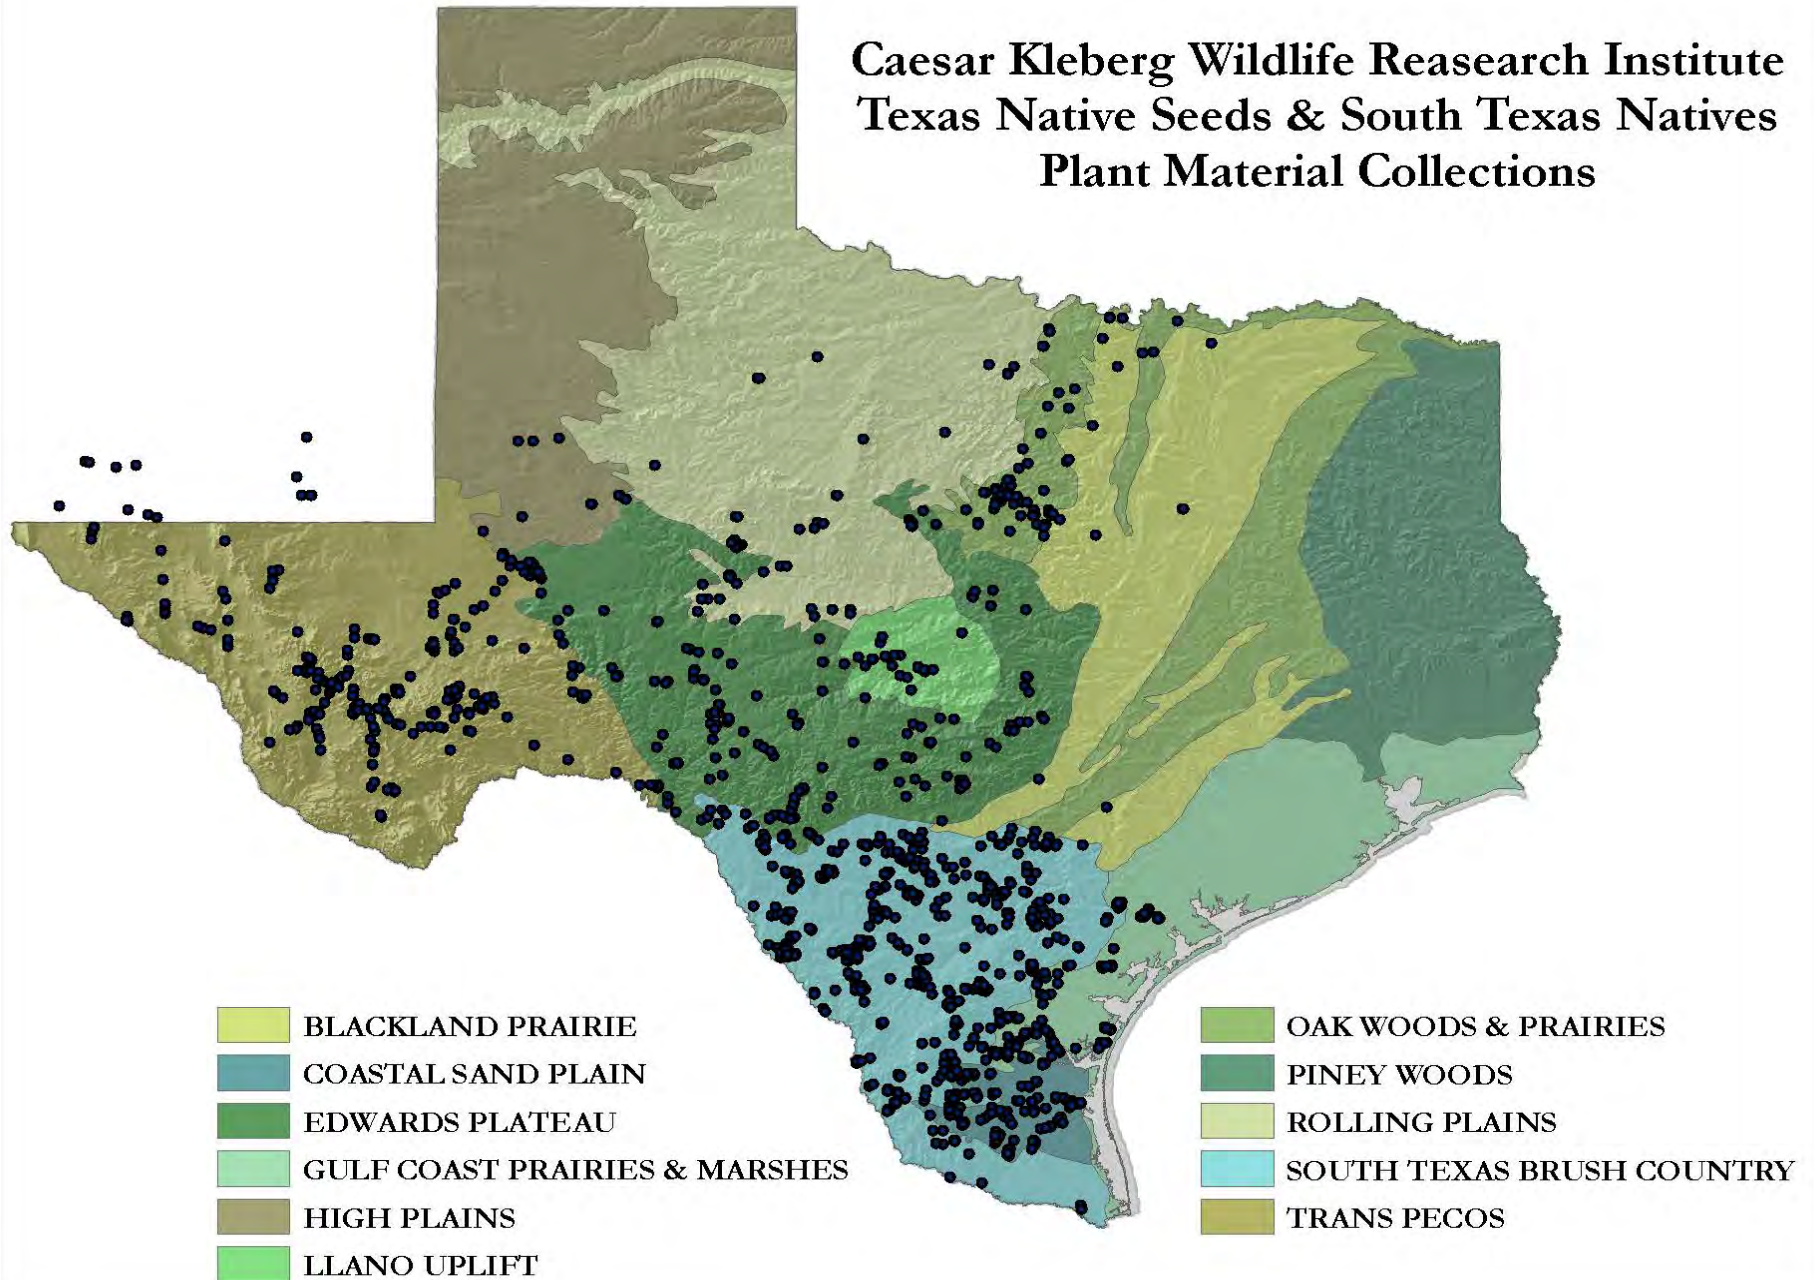 Caesar Kleberg Wildlife Reasearch Institute
Texas Native Seeds & South Texas Natives
Plant Material Collections
BLACKLAND PRAIRIE
COASTAL SAND PLAIN
EDWARDS PLATEAU
GULF COAST PRAIRIES & MARSHES
HIGH PLAINS
LLANO UPLIFT
OAK WOODS & PRAIRIES
PINEY WOODS
ROLLING PLAINS
SOUTH TEXAS BRUSH COUNTRY
TRANS PECOS